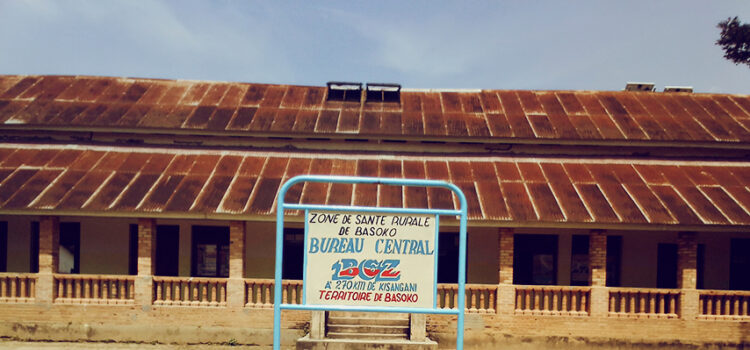 ZONE DE SANTE RURALE
DE BASOKO
BUREAU CENTRAL
BCZ
A' 270 KM DE KISANGANI
TERRITOIRE DE BASOKO